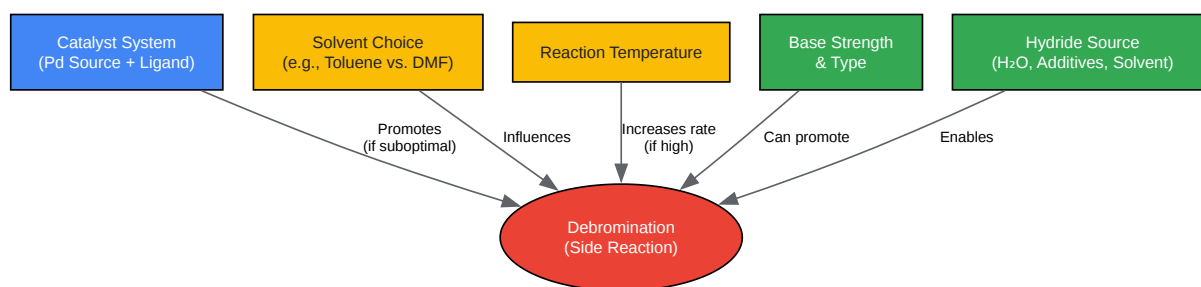 Catalyst System
(Pd Source + Ligand)
Solvent Choice
(e.g., Toluene vs. DMF)
Reaction Temperature
Base Strength
& Type
Hydride Source
(H₂O, Additives, Solvent)
Promotes
(if suboptimal)
Influences
Increases rate
(if high)
Can promote
Enables
Debromination
(Side Reaction)